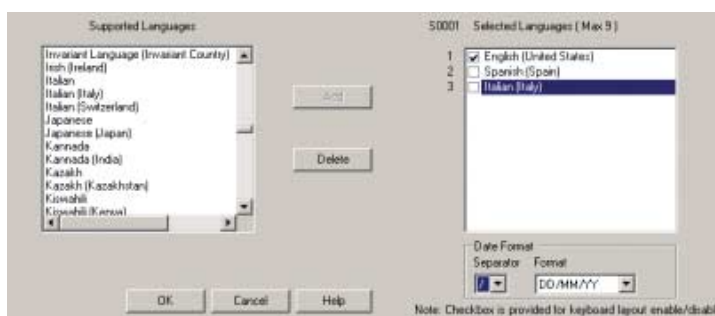 Supported Languages
Invariant Language (Invariant Country)
Irish (Ireland)
Italian
Italian (Italy)
Italian (Switzerland)
Japanese
Japanese (Japan)
Kannada
Kannada (India)
Kazakh
Kazakh (Kazakhstan)
Kiswahili
Kiswahili (Kenya)
Add
Delete
OK
Cancel
Help
S0001 Selected Languages ( Max 9 )
1 English (United States)
2 Spanish (Spain)
3 Italian (Italy)
Date Format
Separator Format
/ DD/MM/YY
Note: Checkbox is provided for keyboard layout enable/disabl